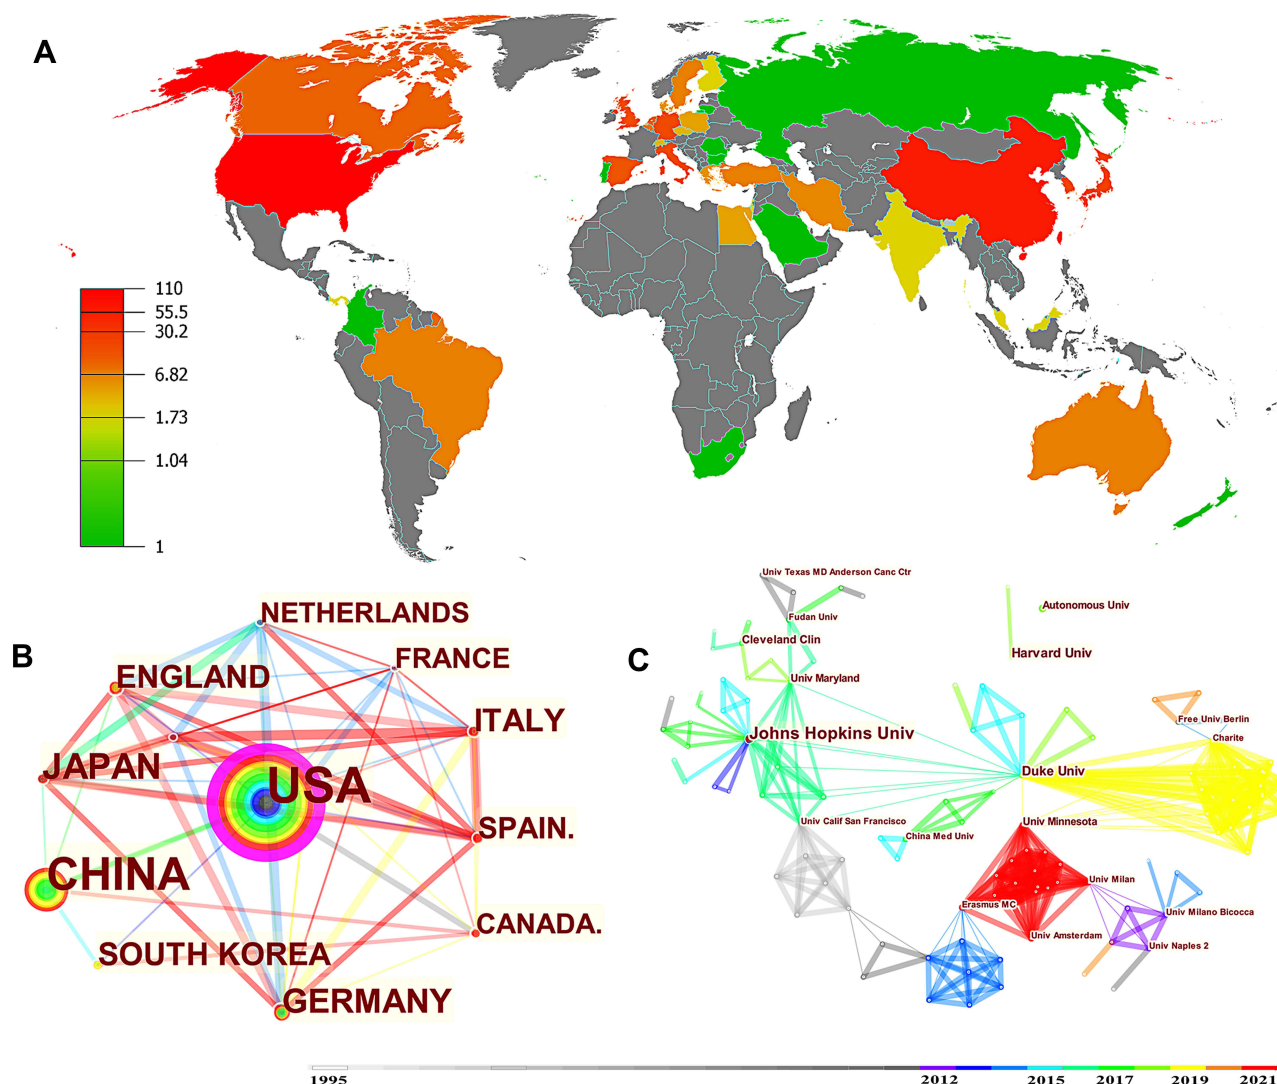 A
110
55.5
30.2
6.82
1.73
1.04
1
B
NETHERLANDS
FRANCE
ENGLAND
ITALY
JAPAN
USA
SPAIN.
CHINA
CANADA.
SOUTH KOREA
GERMANY
C
Univ Texas MD Anderson Canc Ctr
Fudan Univ
Autonomous Univ
Cleveland Clin
Harvard Univ
Univ Maryland
Free Univ Berlin
Johns Hopkins Univ
Charite
Duke Univ
Univ Calif San Francisco
Univ Minnesota
China Med Univ
Univ Milan
Erasmus MC
Univ Milano Bicocca
Univ Amsterdam
Univ Naples 2
1995
2012
2015
2017
2019
2021